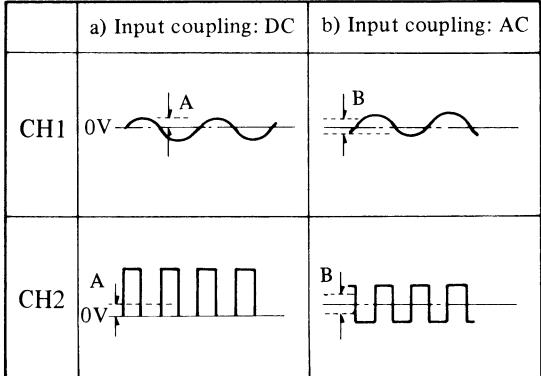 a) Input coupling: DC
b) Input coupling: AC
CH1
0V
A
B
CH2
A
0V
B